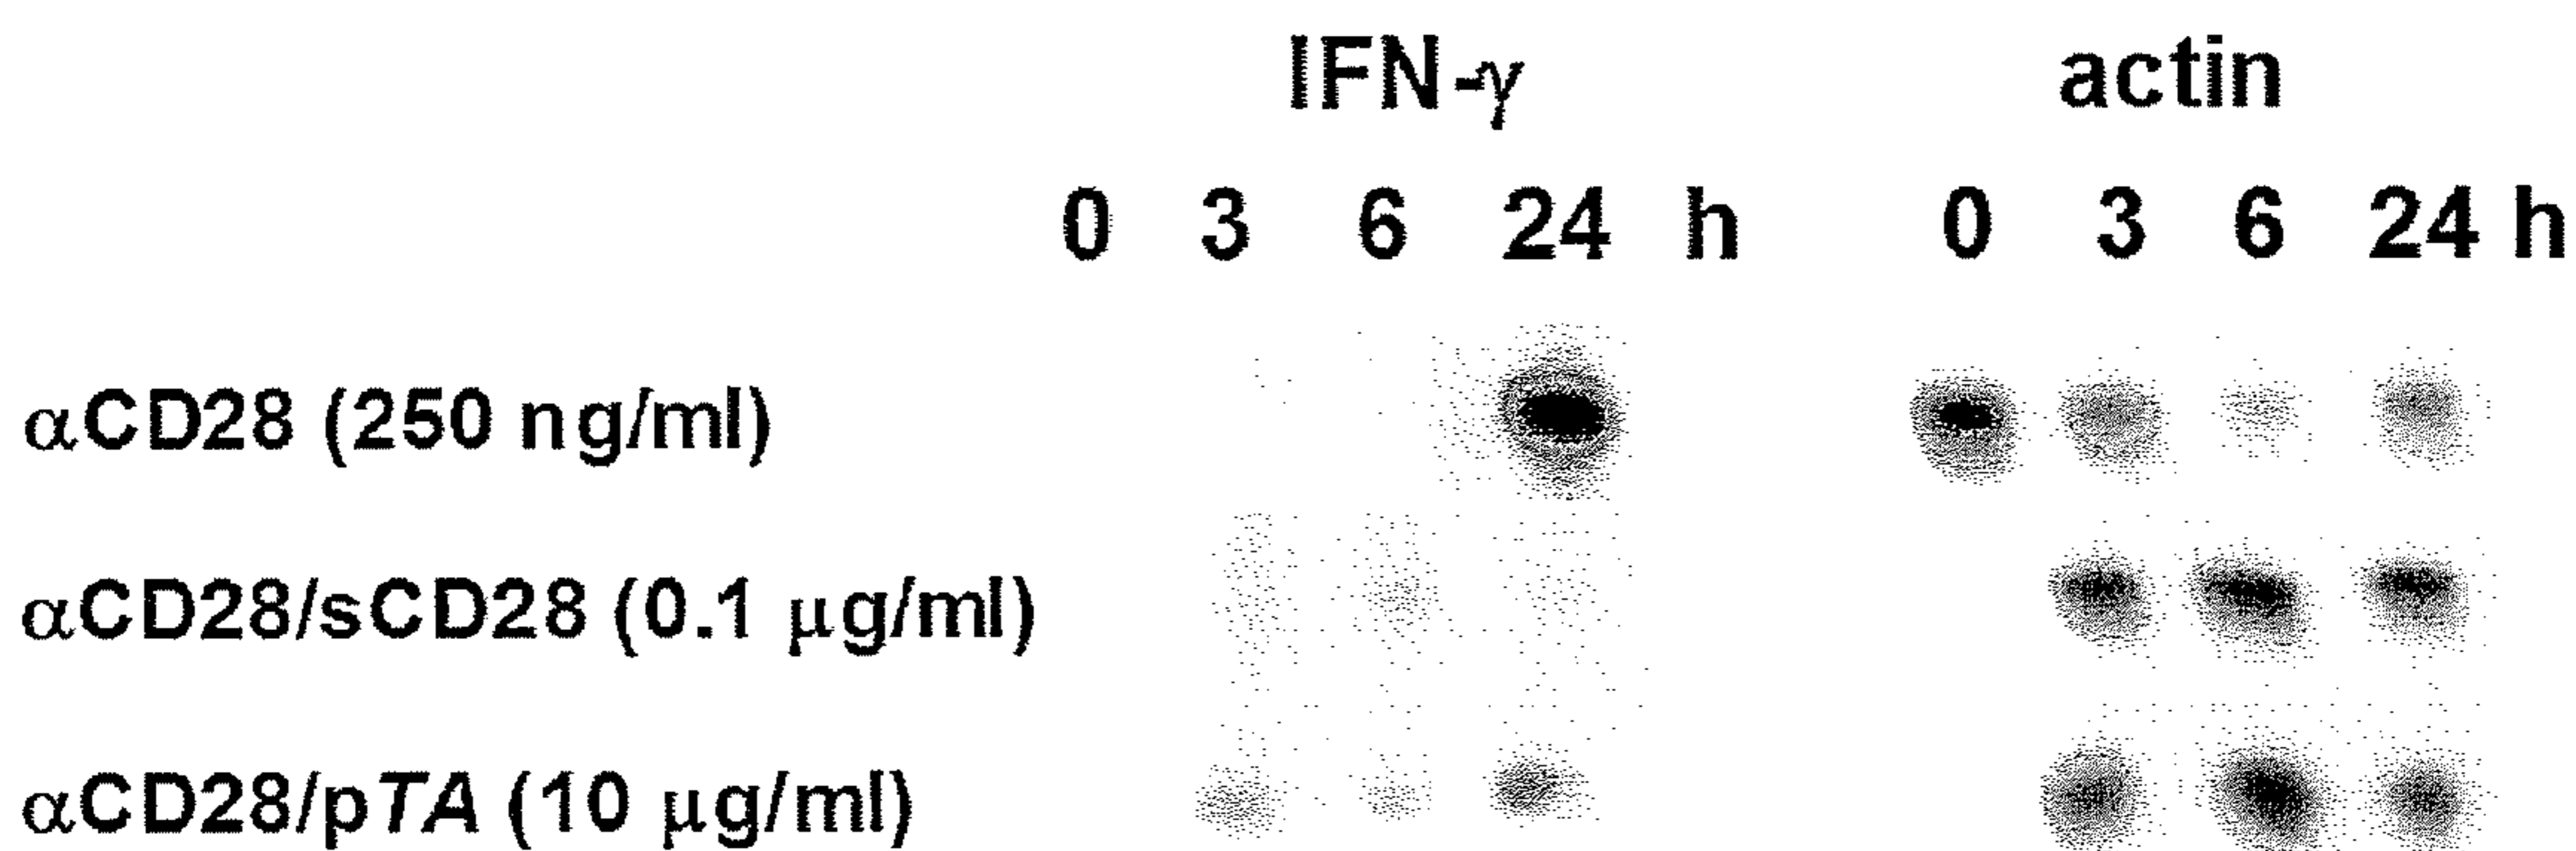 IFN-γ actin
0 3 6 24 h 0 3 6 24 h
αCD28 (250 ng/ml)
αCD28/sCD28 (0.1 μg/ml)
αCD28/pTA (10 μg/ml)